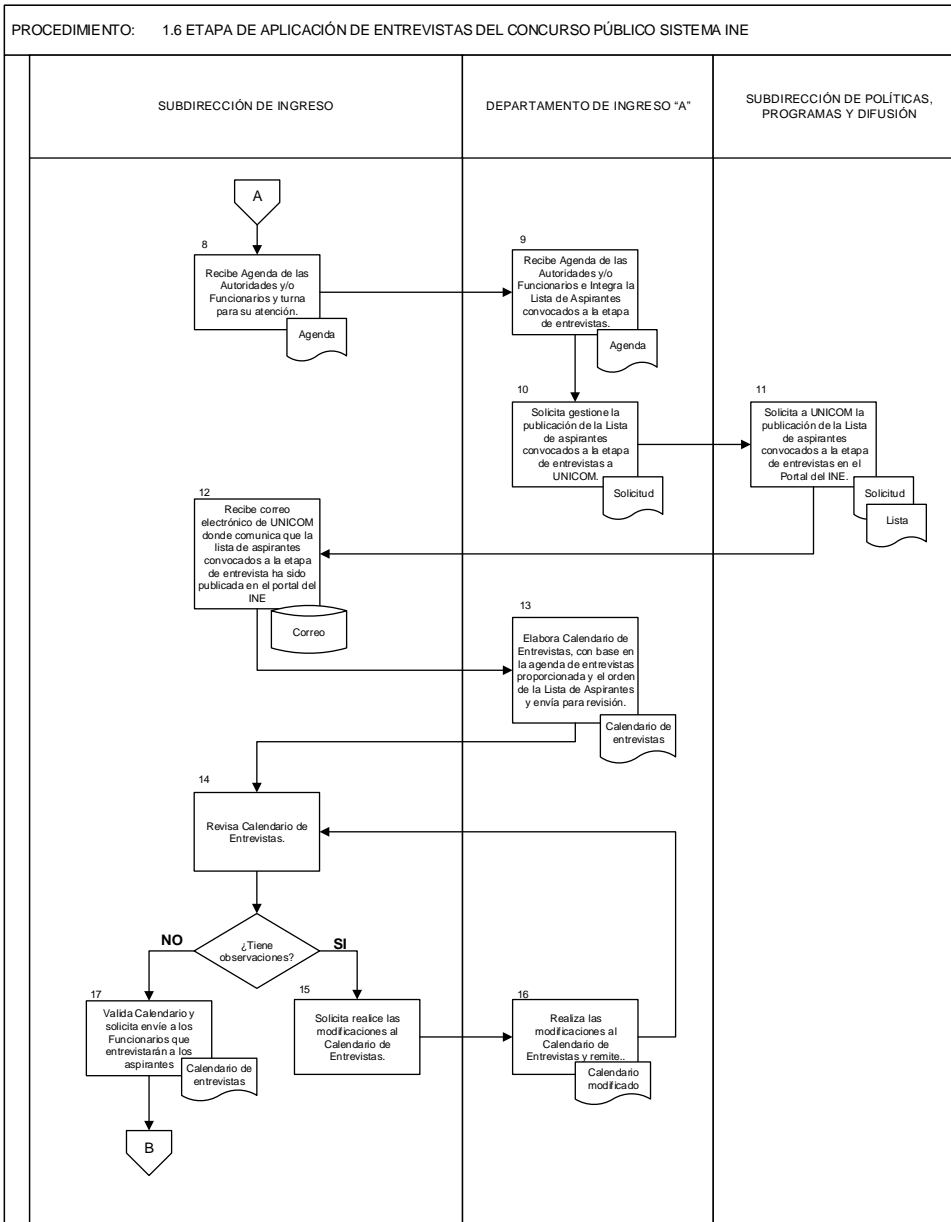 PROCEDIMIENTO: 1.6 ETAPA DE APLICACIÓN DE ENTREVISTAS DEL CONCURSO PÚBLICO SISTEMA INE
SUBDIRECCIÓN DE INGRESO
DEPARTAMENTO DE INGRESO “A”
SUBDIRECCIÓN DE POLÍTICAS,
PROGRAMAS Y DIFUSIÓN
A
8
Recibe Agenda de las
Autoridades y/o
Funcionarios y turna
para su atención.
Agenda
9
Recibe Agenda de las
Autoridades y/o
Funcionarios e Integra la
Lista de Aspirantes
convocados a la etapa
de entrevistas.
Agenda
10
Solicita gestione la
publicación de la Lista
de aspirantes
convocados a la etapa
de entrevistas a
UNICOM.
Solicitud
11
Solicita a UNICOM la
publicación de la Lista
de aspirantes
convocados a la etapa
de entrevistas en el
Portal del INE.
Solicitud
Lista
12
Recibe correo
electrónico de UNICOM
donde comunica que la
lista de aspirantes
convocados a la etapa
de entrevista ha sido
publicada en el portal del
INE
Correo
13
Elabora Calendario de
Entrevistas, con base en
la agenda de entrevistas
proporcionada y el orden
de la Lista de Aspirantes
y envía para revisión.
Calendario de
entrevistas
14
Revisa Calendario de
Entrevistas.
¿Tiene
observaciones?
NO
SI
15
Solicita realice las
modificaciones al
Calendario de
Entrevistas.
16
Realiza las
modificaciones al
Calendario de
Entrevistas y remite..
Calendario
modificado
17
Valida Calendario y
solicita envíe a los
Funcionarios que
entrevistarán a los
aspirantes
Calendario de
entrevistas
B